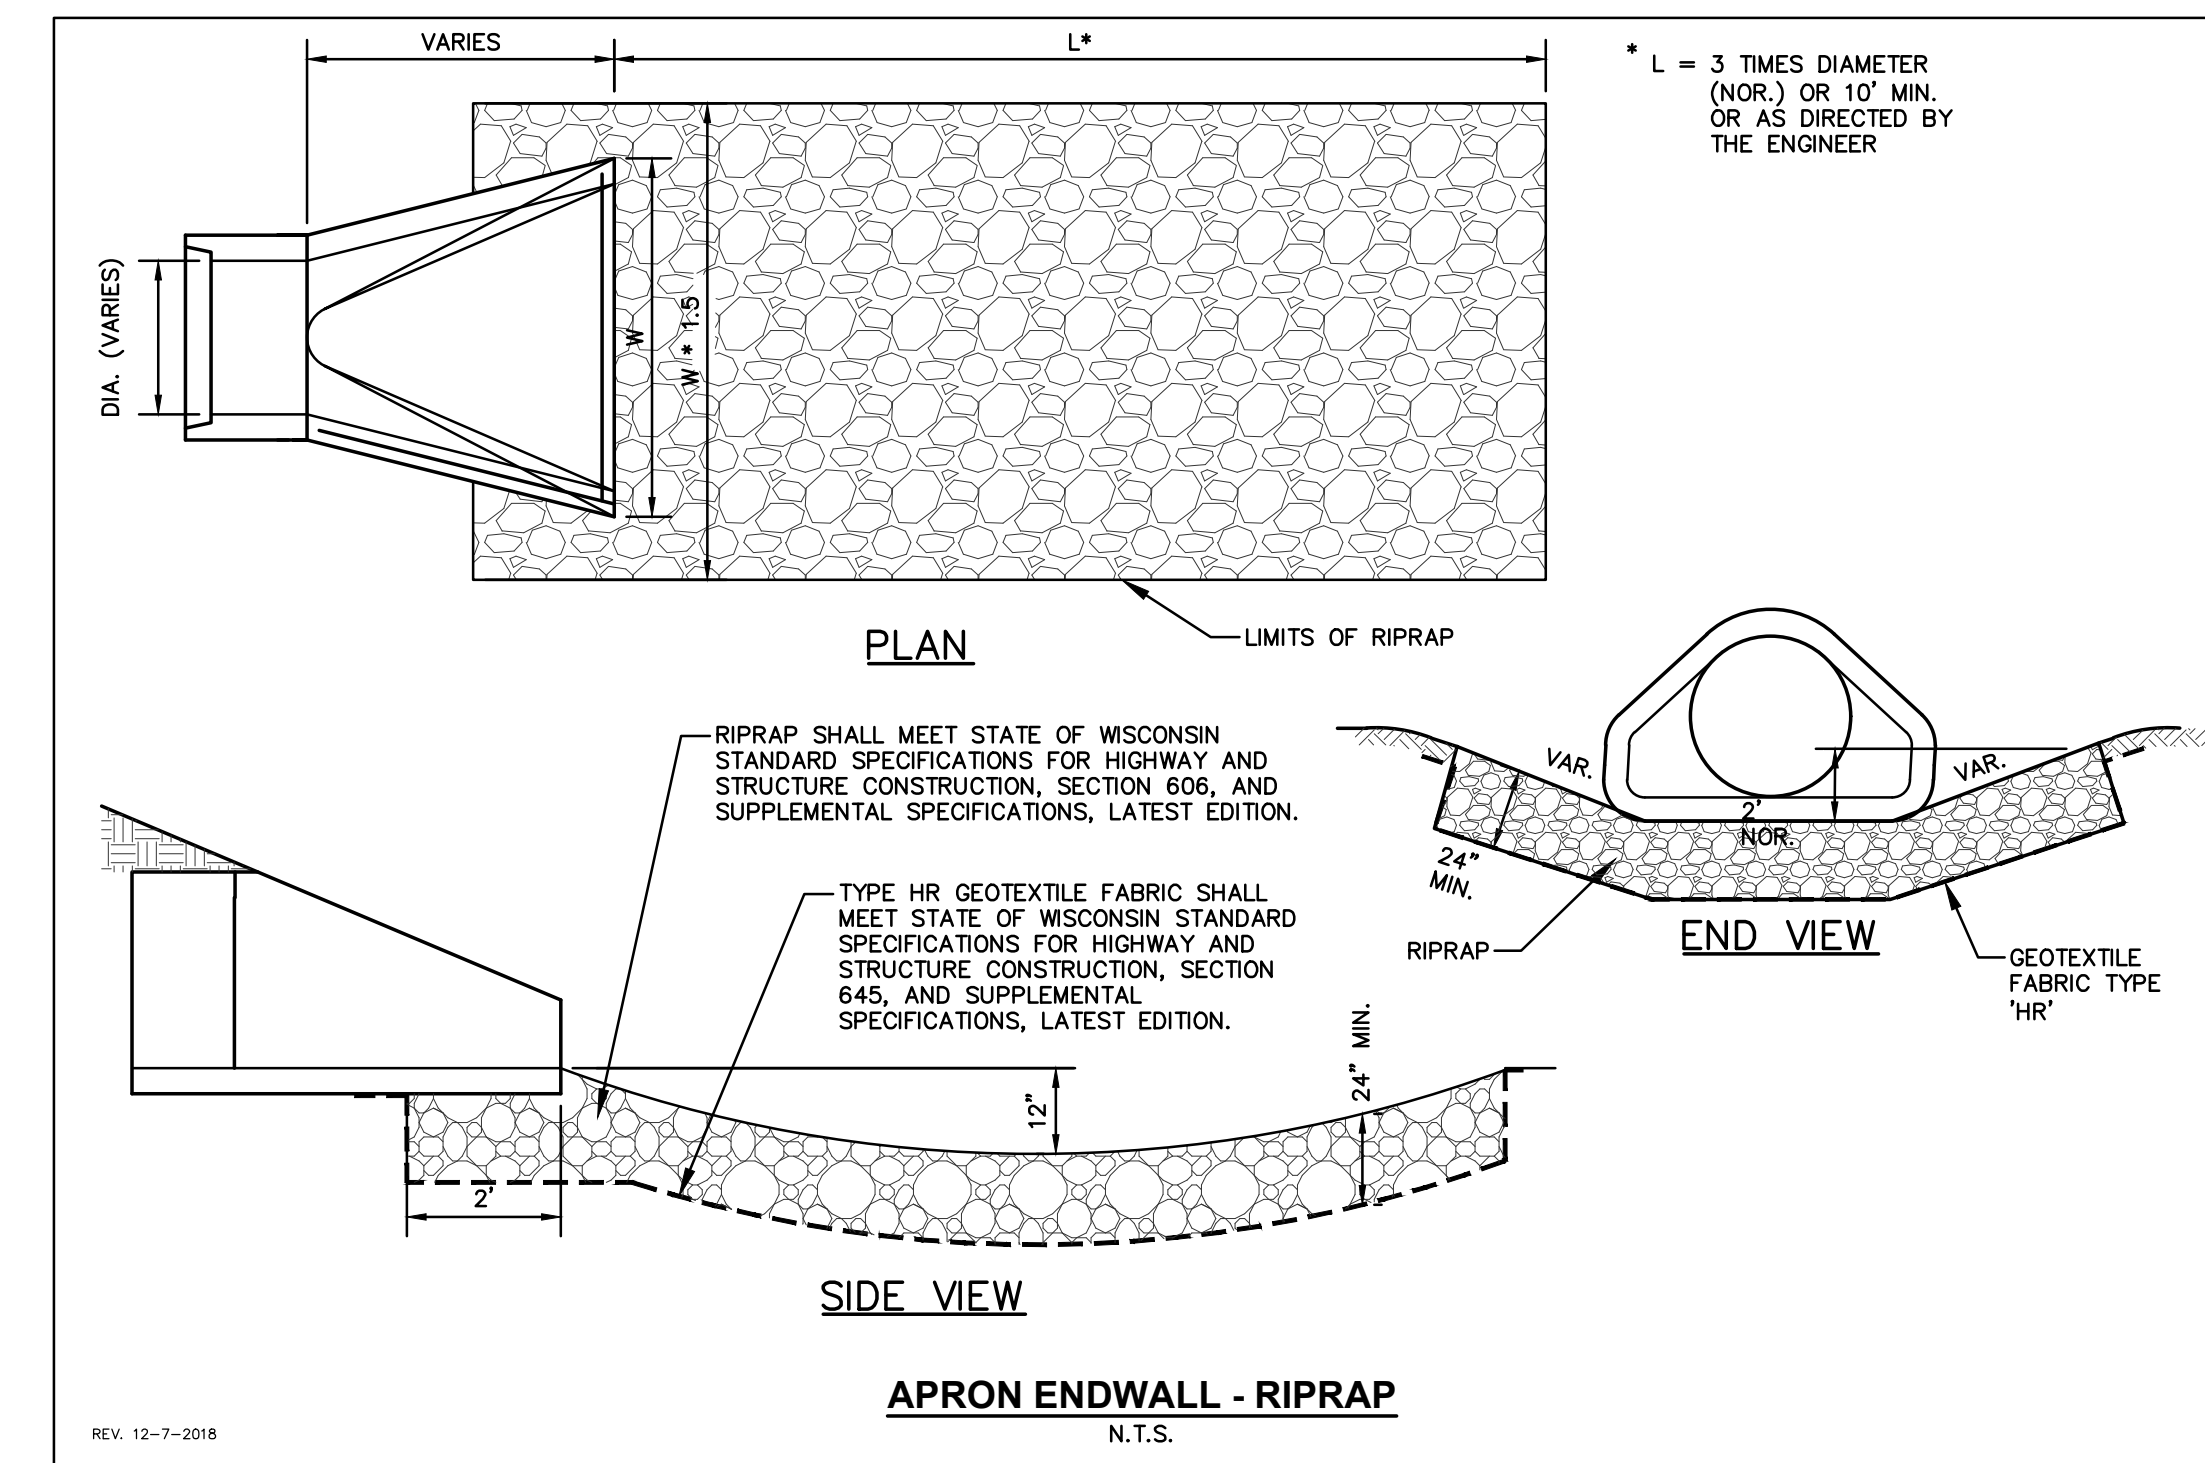 VARIES
L*
* L = 3 TIMES DIAMETER
(NOR.) OR 10' MIN.
OR AS DIRECTED BY
THE ENGINEER
DIA. (VARIES)
W
W * 1.5
PLAN
LIMITS OF RIPRAP
RIPRAP SHALL MEET STATE OF WISCONSIN
STANDARD SPECIFICATIONS FOR HIGHWAY AND
STRUCTURE CONSTRUCTION, SECTION 606, AND
SUPPLEMENTAL SPECIFICATIONS, LATEST EDITION.
TYPE HR GEOTEXTILE FABRIC SHALL
MEET STATE OF WISCONSIN STANDARD
SPECIFICATIONS FOR HIGHWAY AND
STRUCTURE CONSTRUCTION, SECTION
645, AND SUPPLEMENTAL
SPECIFICATIONS, LATEST EDITION.
VAR.
VAR.
2'
NOR.
24"
MIN.
RIPRAP
END VIEW
GEOTEXTILE
FABRIC TYPE
'HR'
12"
24" MIN.
2'
SIDE VIEW
APRON ENDWALL - RIPRAP
N.T.S.
REV. 12-7-2018